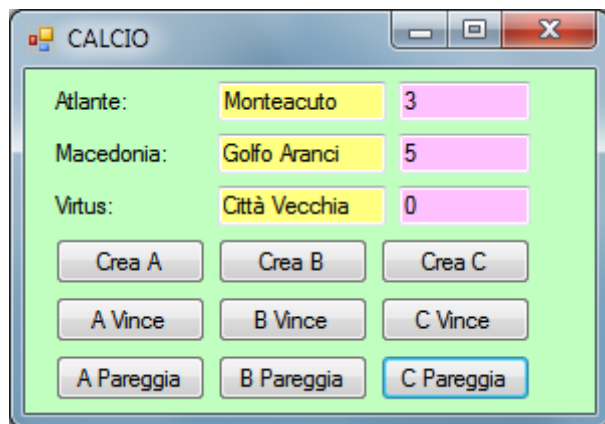 CALCIO
Atlante: Monteacuto 3
Macedonia: Golfo Aranci 5
Virtus: Città Vecchia 0
Crea A Crea B Crea C
A Vince B Vince C Vince
A Pareggia B Pareggia C Pareggia